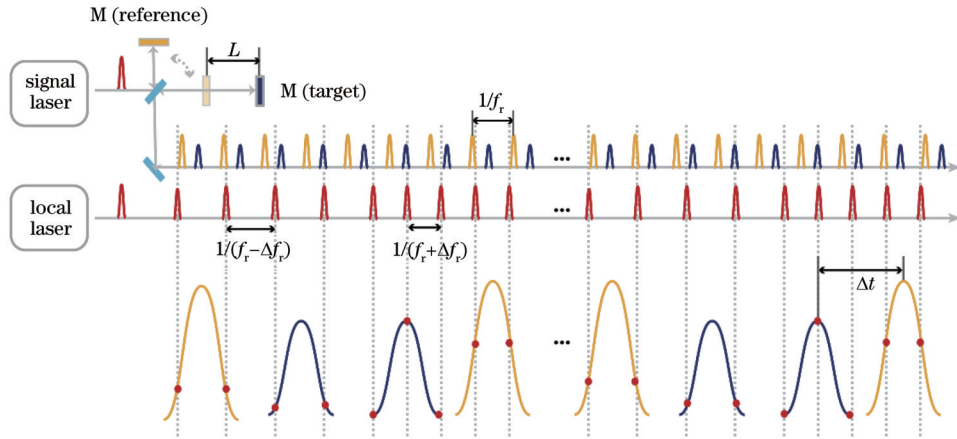 M (reference)
signal
laser
L
M (target)
1/fᵣ
...
local
laser
...
1/(fᵣ−Δfᵣ)
1/(fᵣ+Δfᵣ)
Δt
...